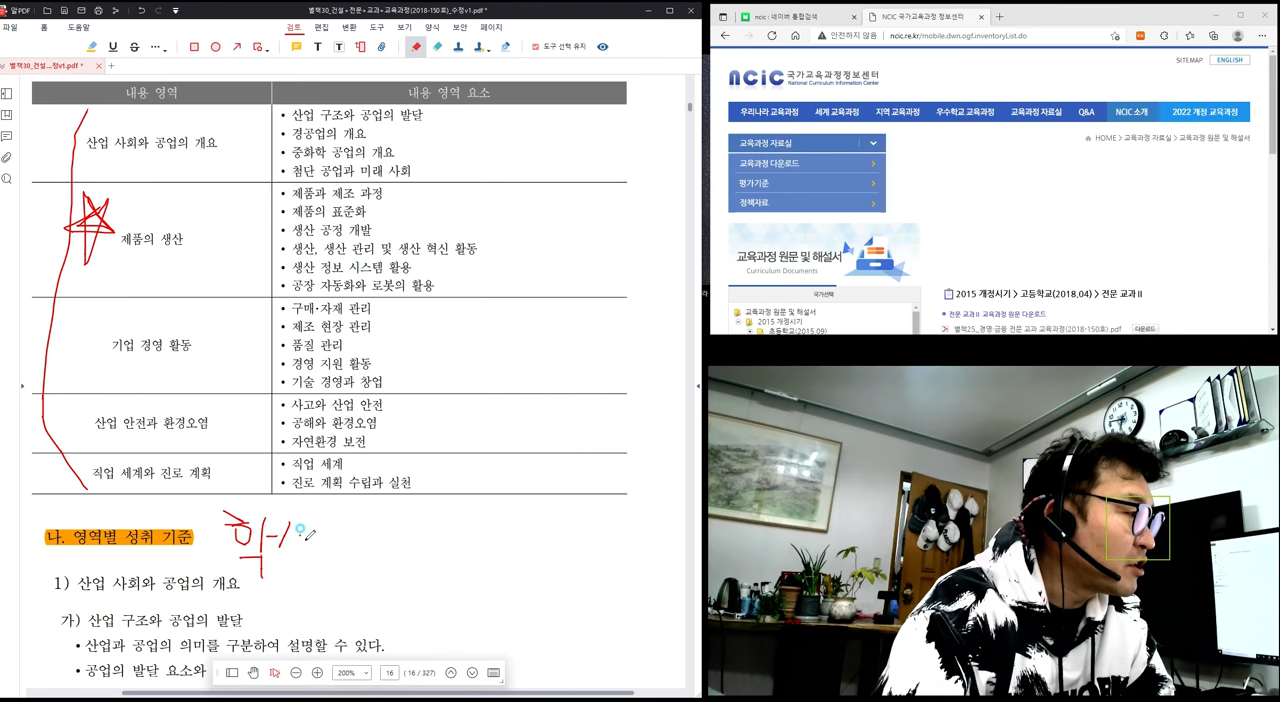 알PDF
별책30_건설+전문+교과+교육과정(2018-150호)_수정v1.pdf *
파일 홈 도움말 검토 편집 변환 도구 보기 양식 보안 페이지
도구 선택 유지
별책30_건설...정v1.pdf *
내용 영역 내용 영역 요소
산업 사회와 공업의 개요
• 산업 구조와 공업의 발달
• 경공업의 개요
• 중화학 공업의 개요
• 첨단 공업과 미래 사회
제품의 생산
• 제품과 제조 과정
• 제품의 표준화
• 생산 공정 개발
• 생산, 생산 관리 및 생산 혁신 활동
• 생산 정보 시스템 활용
• 공장 자동화와 로봇의 활용
기업 경영 활동
• 구매·자재 관리
• 제조 현장 관리
• 품질 관리
• 경영 지원 활동
• 기술 경영과 창업
산업 안전과 환경오염
• 사고와 산업 안전
• 공해와 환경오염
• 자연환경 보전
직업 세계와 진로 계획
• 직업 세계
• 진로 계획 수립과 실천
나. 영역별 성취 기준
1) 산업 사회와 공업의 개요
가) 산업 구조와 공업의 발달
• 산업과 공업의 의미를 구분하여 설명할 수 있다.
• 공업의 발달 요소와
200% 16 (16 / 327)
ncic : 네이버 통합검색
NCIC 국가교육과정 정보센터
안전하지 않음 ncic.re.kr/mobile.dwn.ogf.inventoryList.do
SITEMAP ENGLISH
ncic 국가교육과정정보센터
National Curriculum Information Center
우리나라 교육과정 세계 교육과정 지역 교육과정 우수학교 교육과정 교육과정 자료실 Q&A NCIC 소개 2022 개정 교육과정
교육과정 자료실
HOME > 교육과정 자료실 > 교육과정 원문 및 해설서
교육과정 다운로드
평가기준
정책자료
교육과정 원문 및 해설서
Curriculum Documents
국가선택
교육과정 원문 및 해설서
2015 개정시기
초등학교(2015.09)
2015 개정시기 > 고등학교(2018.04) > 전문 교과 II
전문 교과 II 교육과정 원문 다운로드
별책25_경영·금융 전문 교과 교육과정(2018-150호).pdf 다운로드